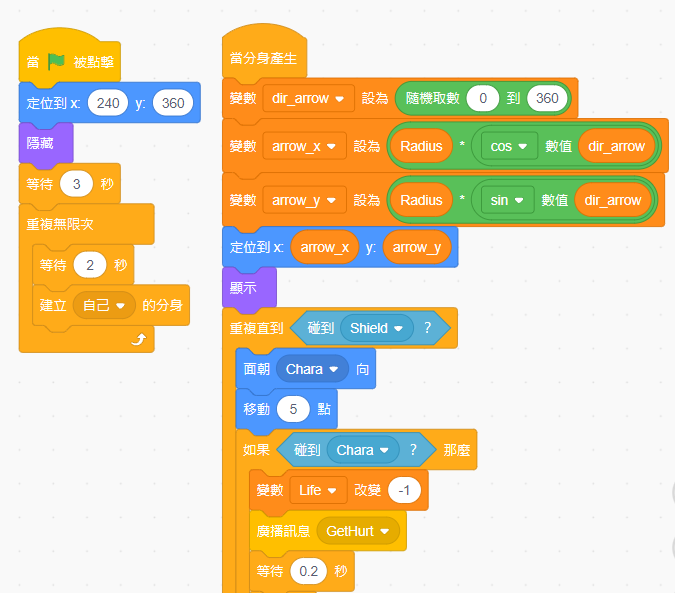 當 被點擊
定位到 x: 240 y: 360
隱藏
等待 3 秒
重複無限次
等待 2 秒
建立 自己 的分身
當分身產生
變數 dir_arrow 設為 隨機取數 0 到 360
變數 arrow_x 設為 Radius * cos 數值 dir_arrow
變數 arrow_y 設為 Radius * sin 數值 dir_arrow
定位到 x: arrow_x y: arrow_y
顯示
重複直到 碰到 Shield ?
面朝 Chara 向
移動 5 點
如果 碰到 Chara ? 那麼
變數 Life 改變 -1
廣播訊息 GetHurt
等待 0.2 秒